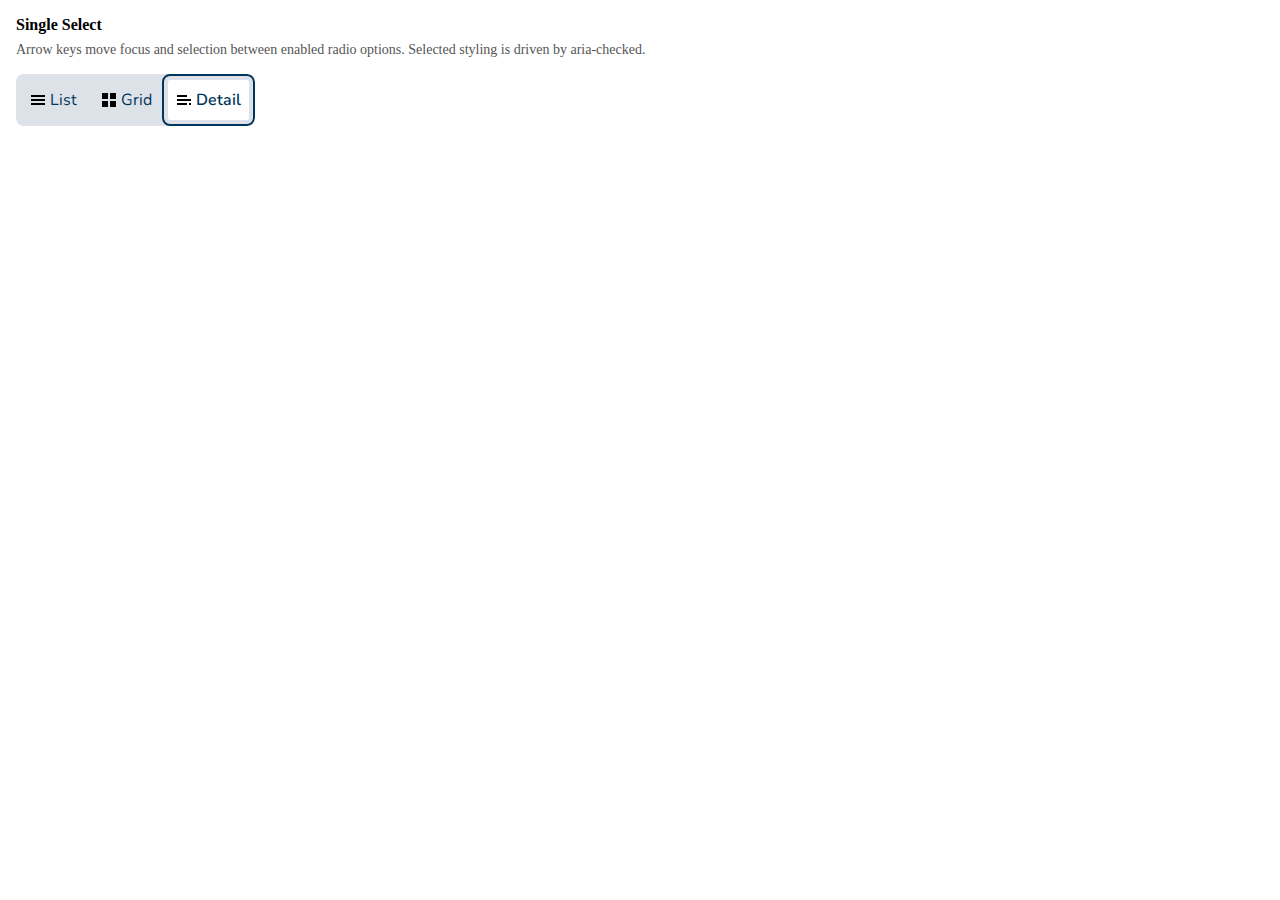 Single Select
Arrow keys move focus and selection between enabled radio options. Selected styling is driven by aria-checked.
List Grid Detail